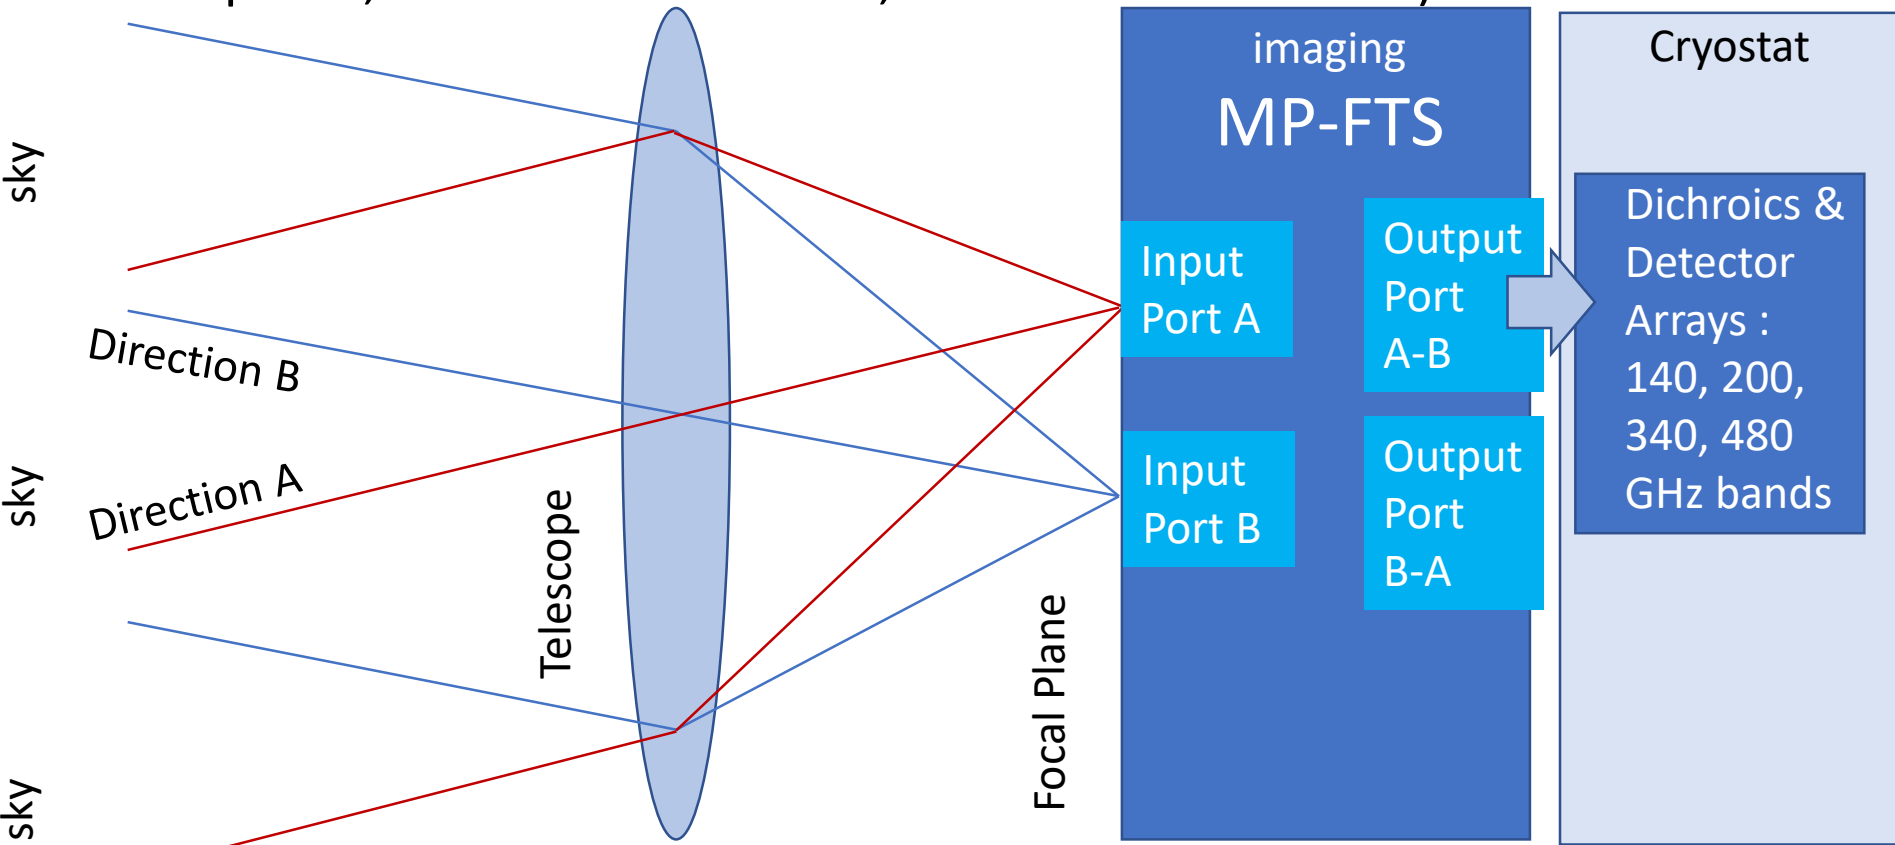 sky
sky
sky
Direction B
Direction A
Telescope
Focal Plane
imaging
MP-FTS
Input
Port A
Input
Port B
Output
Port
A-B
Output
Port
B-A
Cryostat
Dichroics &
Detector
Arrays :
140, 200,
340, 480
GHz bands